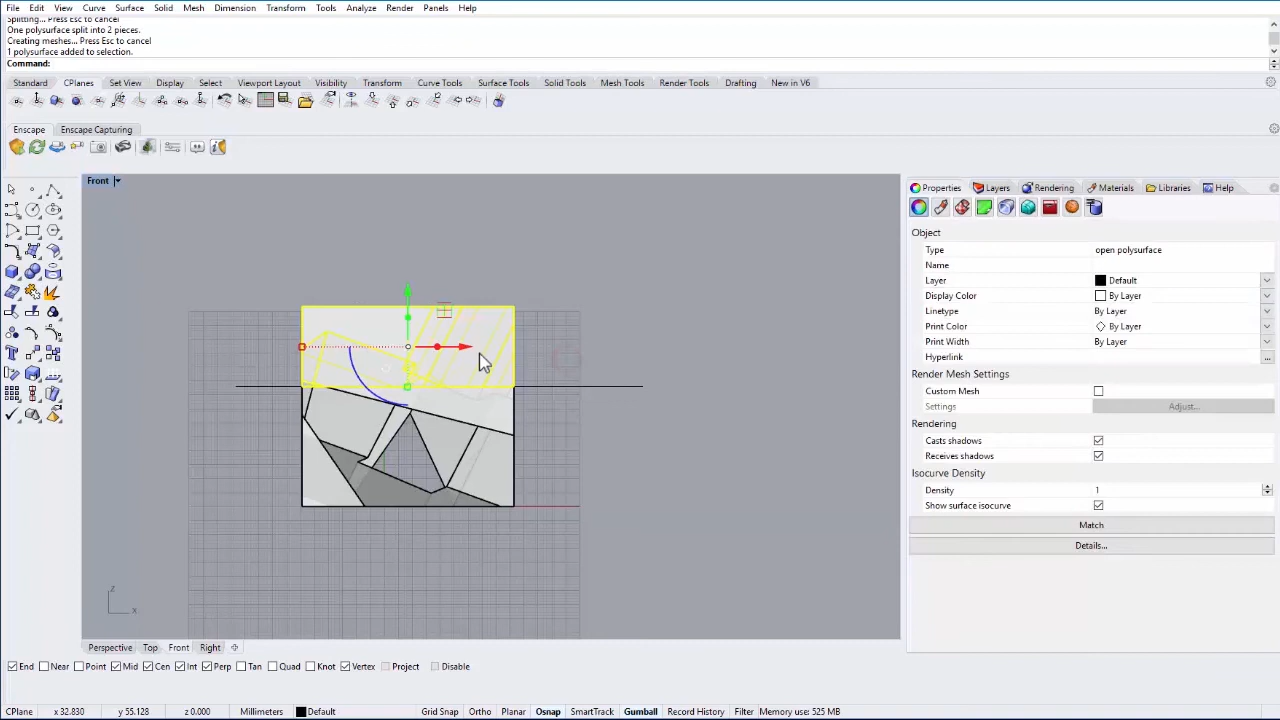 File Edit View Curve Surface Solid Mesh Dimension Transform Tools Analyze Render Panels Help
Splitting... Press Esc to cancel
One polysurface split into 2 pieces.
Creating meshes... Press Esc to cancel
1 polysurface added to selection.
Command:
Standard CPlanes Set View Display Select Viewport Layout Visibility Transform Curve Tools Surface Tools Solid Tools Mesh Tools Render Tools Drafting New in V6
Enscape Enscape Capturing
Front
Properties Layers Rendering Materials Libraries Help
Object
Type open polysurface
Name
Layer Default
Display Color By Layer
Linetype By Layer
Print Color By Layer
Print Width By Layer
Hyperlink ...
Render Mesh Settings
Custom Mesh
Settings Adjust...
Rendering
Casts shadows
Receives shadows
Isocurve Density
Density 1
Show surface isocurve
Match
Details...
z
x
Perspective Top Front Right
End Near Point Mid Cen Int Perp Tan Quad Knot Vertex Project Disable
CPlane x 32.830 y 55.128 z 0.000 Millimeters Default Grid Snap Ortho Planar Osnap SmartTrack Gumball Record History Filter Memory use: 525 MB